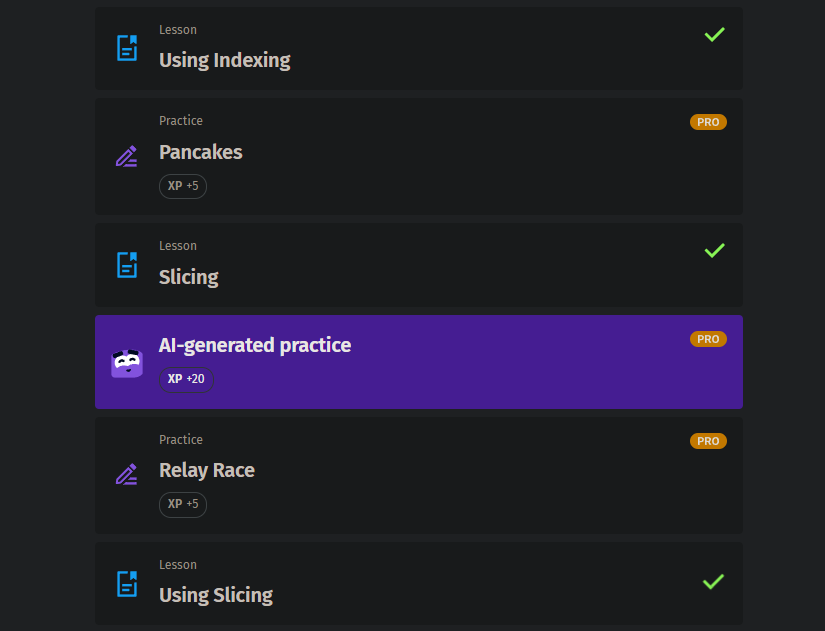 Lesson
Using Indexing
Practice
PRO
Pancakes
XP +5
Lesson
Slicing
AI-generated practice
PRO
XP +20
Practice
PRO
Relay Race
XP +5
Lesson
Using Slicing